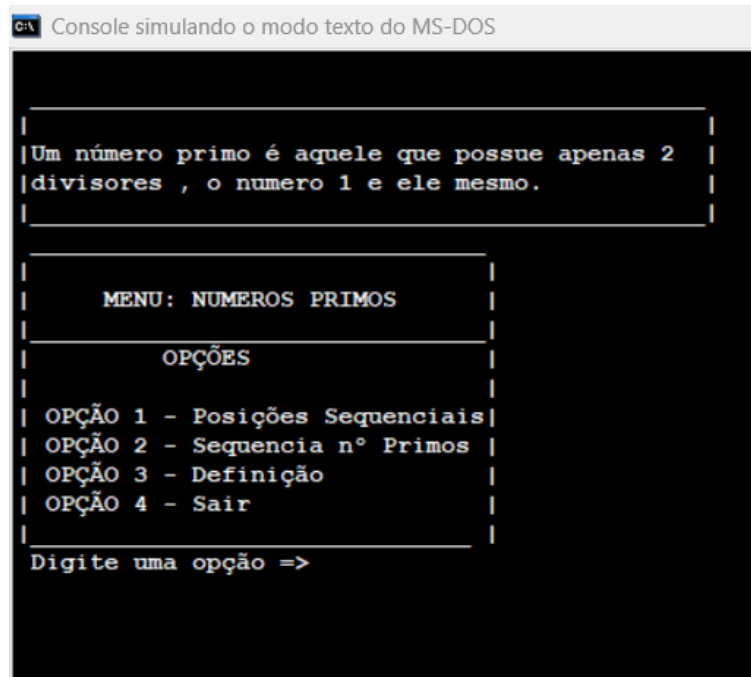 C:\ Console simulando o modo texto do MS-DOS
|Um número primo é aquele que possue apenas 2 |
|divisores , o numero 1 e ele mesmo. |
| MENU: NUMEROS PRIMOS |
| OPÇÕES |
| OPÇÃO 1 - Posições Sequenciais|
| OPÇÃO 2 - Sequencia nº Primos |
| OPÇÃO 3 - Definição |
| OPÇÃO 4 - Sair |
Digite uma opção =>